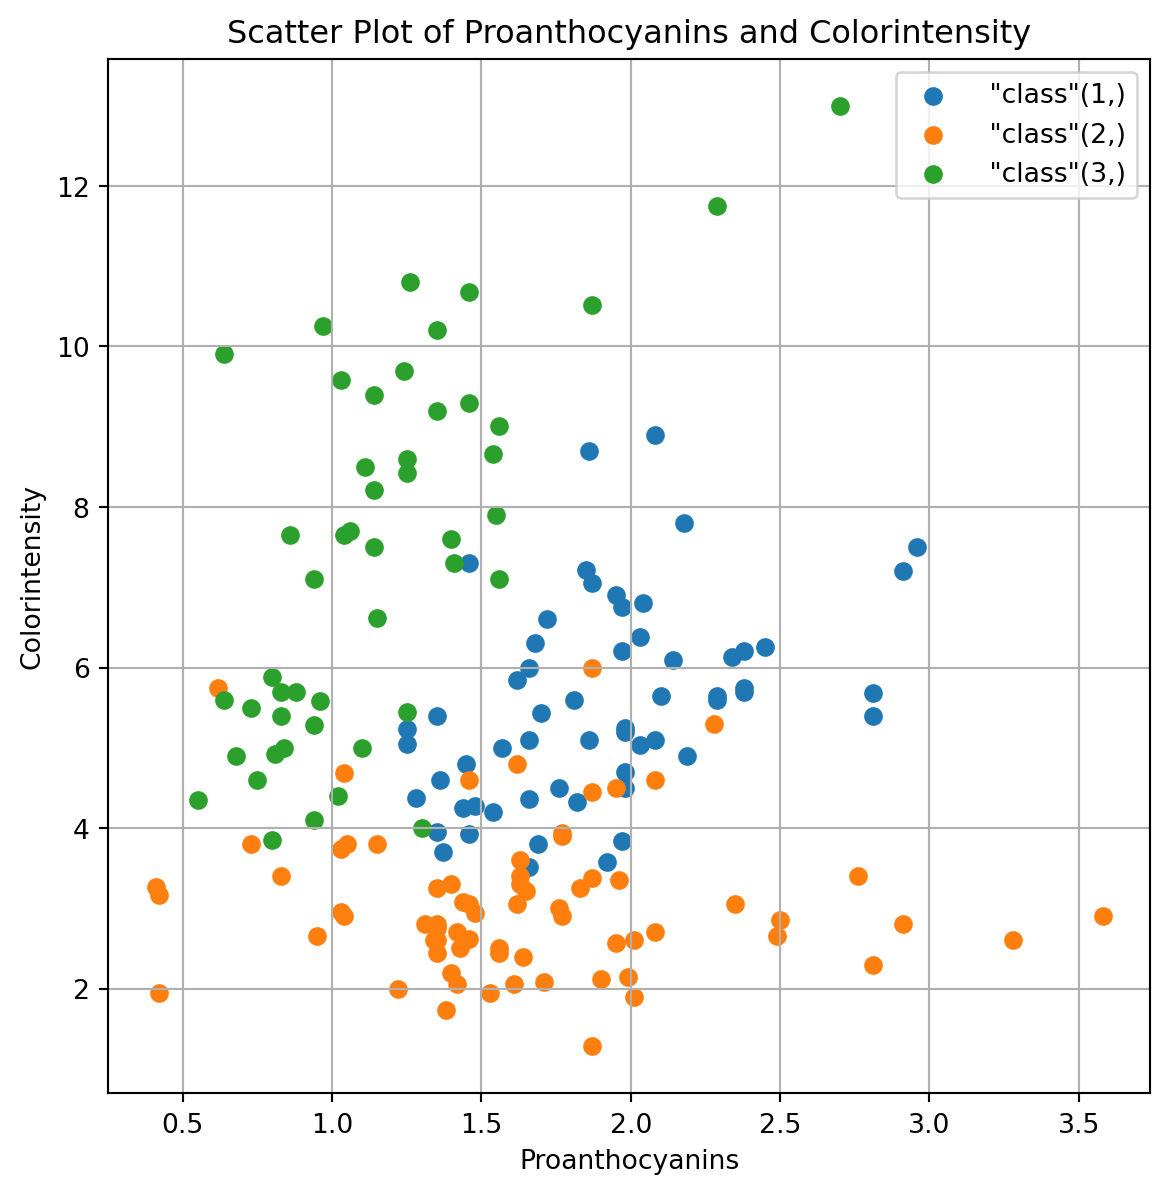 Scatter Plot of Proanthocyanins and Colorintensity
"class"(1,)
"class"(2,)
"class"(3,)
12
10
8
6
4
2
Colorintensity
0.5 1.0 1.5 2.0 2.5 3.0 3.5
Proanthocyanins